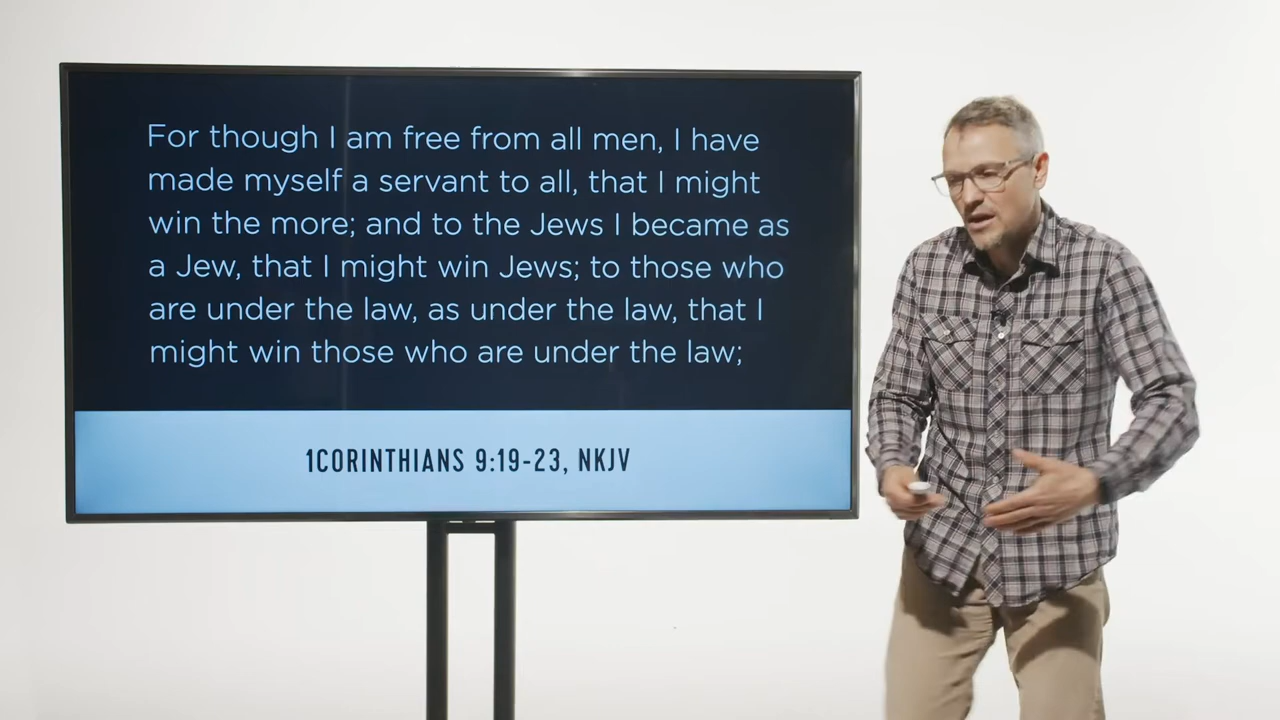 For though I am free from all men, I have
made myself a servant to all, that I might
win the more; and to the Jews I became as
a Jew, that I might win Jews; to those who
are under the law, as under the law, that I
might win those who are under the law;
1CORINTHIANS 9:19-23, NKJV